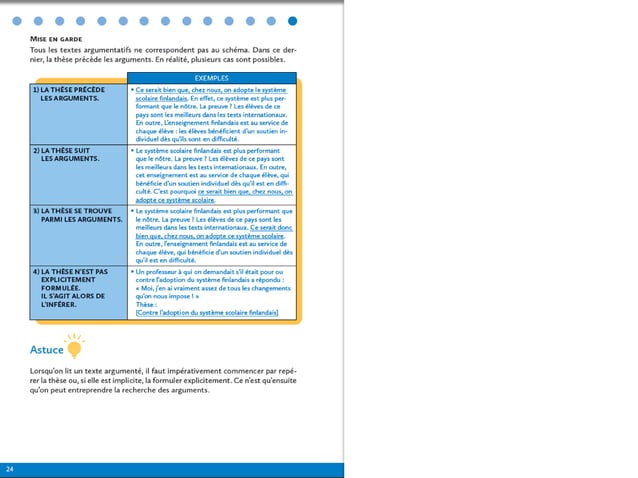 MISE EN GARDE
Tous les textes argumentatifs ne correspondent pas au schéma. Dans ce der-
nier, la thèse précède les arguments. En réalité, plusieurs cas sont possibles.
EXEMPLES
1) LA THÈSE PRÉCÈDE
LES ARGUMENTS.
• Ce serait bien que, chez nous, on adopte le système
scolaire finlandais. En effet, ce système est plus per-
formant que le nôtre. La preuve ? Les élèves de ce
pays sont les meilleurs dans les tests internationaux.
En outre, L'enseignement finlandais est au service de
chaque élève : les élèves bénéficient d'un soutien in-
dividuel dès qu'ils sont en difficulté.
2) LA THÈSE SUIT
LES ARGUMENTS.
• Le système scolaire finlandais est plus performant
que le nôtre. La preuve ? Les élèves de ce pays sont
les meilleurs dans les tests internationaux. En outre,
cet enseignement est au service de chaque élève, qui
bénéficie d'un soutien individuel dès qu'il est en diffi-
culté. C'est pourquoi ce serait bien que, chez nous, on
adopte ce système scolaire.
3) LA THÈSE SE TROUVE
PARMI LES ARGUMENTS.
• Le système scolaire finlandais est plus performant que
le nôtre. La preuve ? Les élèves de ce pays sont les
meilleurs dans les tests internationaux. Ce serait donc
bien que, chez nous, on adopte ce système scolaire.
En outre, l'enseignement finlandais est au service de
chaque élève, qui bénéficie d'un soutien individuel dès
qu'il est en difficulté.
4) LA THÈSE N'EST PAS
EXPLICITEMENT
FORMULÉE.
IL S'AGIT ALORS DE
L'INFÉRER.
• Un professeur à qui on demandait s'il était pour ou
contre l'adoption du système finlandais a répondu :
« Moi, j'en ai vraiment assez de tous les changements
qu'on nous impose ! »
Thèse :
[Contre l'adoption du système scolaire finlandais]
Astuce
Lorsqu'on lit un texte argumenté, il faut impérativement commencer par repé-
rer la thèse ou, si elle est implicite, la formuler explicitement. Ce n'est qu'ensuite
qu'on peut entreprendre la recherche des arguments.
24